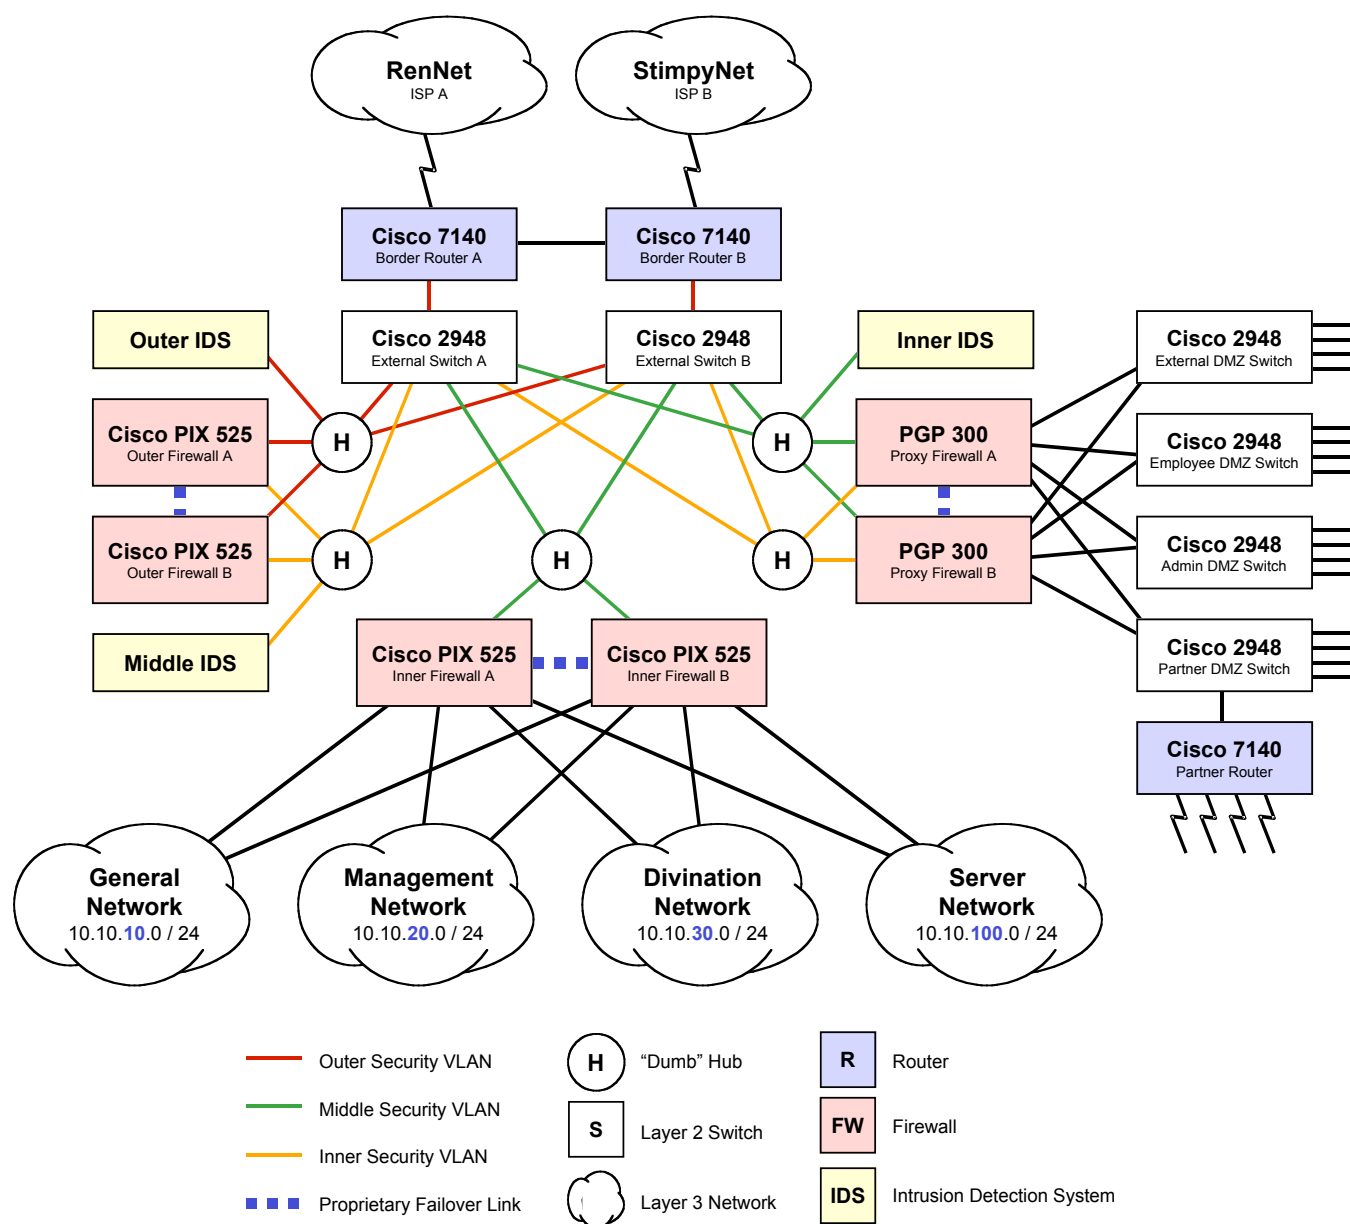 RenNet
ISP A
StimpyNet
ISP B
Cisco 7140
Border Router A
Cisco 7140
Border Router B
Outer IDS
Cisco 2948
External Switch A
Cisco 2948
External Switch B
Inner IDS
Cisco 2948
External DMZ Switch
Cisco PIX 525
Outer Firewall A
H
H
PGP 300
Proxy Firewall A
Cisco 2948
Employee DMZ Switch
Cisco PIX 525
Outer Firewall B
H
H
H
PGP 300
Proxy Firewall B
Cisco 2948
Admin DMZ Switch
Middle IDS
Cisco PIX 525
Inner Firewall A
Cisco PIX 525
Inner Firewall B
Cisco 2948
Partner DMZ Switch
Cisco 7140
Partner Router
General
Network
10.10.10.0 / 24
Management
Network
10.10.20.0 / 24
Divination
Network
10.10.30.0 / 24
Server
Network
10.10.100.0 / 24
Outer Security VLAN
Middle Security VLAN
Inner Security VLAN
Proprietary Failover Link
H
“Dumb” Hub
S
Layer 2 Switch
Layer 3 Network
R
Router
FW
Firewall
IDS
Intrusion Detection System